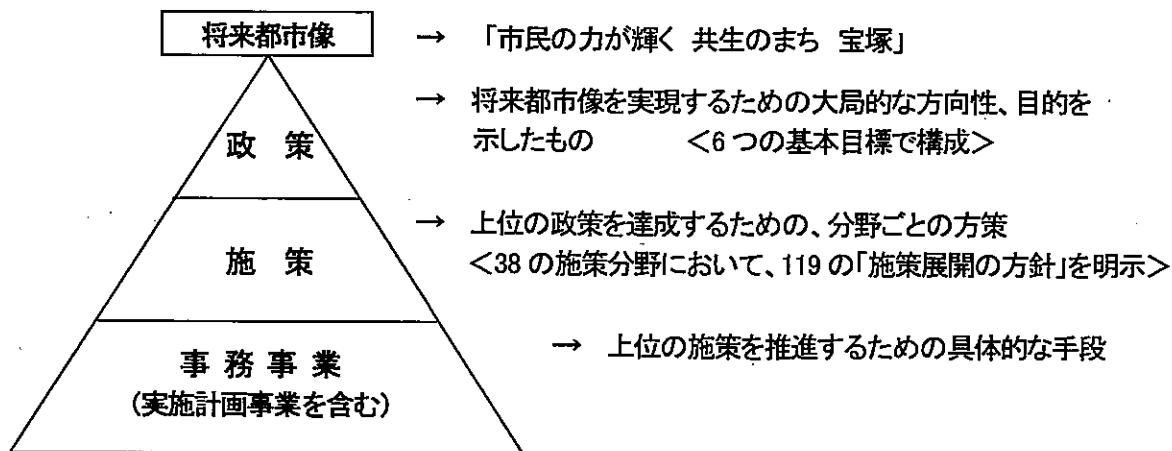 将来都市像 → 「市民の力が輝く 共生のまち 宝塚」
政 策 → 将来都市像を実現するための大局的な方向性、目的を
示したもの <6つの基本目標で構成>
施 策 → 上位の政策を達成するための、分野ごとの方策
<38の施策分野において、119の「施策展開の方針」を明示>
事 務 事 業 → 上位の施策を推進するための具体的な手段
(実施計画事業を含む)